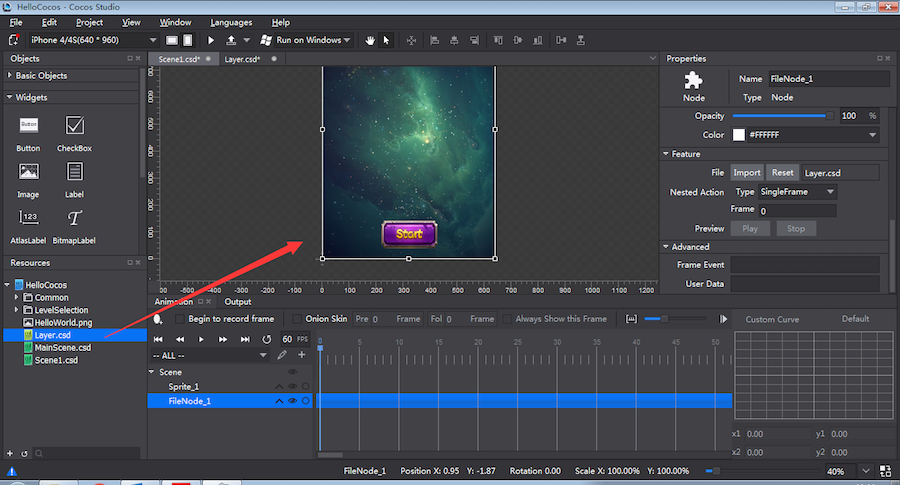 HelloCocos - Cocos Studio
File Edit Project View Window Languages Help
iPhone 4/4S(640 * 960) Run on Windows
Objects
Basic Objects
Widgets
Button
Button CheckBox
Image Label
123
AtlasLabel BitmapLabel
Resources
HelloCocos
Common
LevelSelection
HelloWorld.png
Layer.csd
MainScene.csd
Scene1.csd
Scene1.csd* Layer.csd*
700
600
500
400
300
200
100
0
Start
-600 -500 -400 -300 -200 -100 0 100 200 300 400 500 600 700 800 900 1000 1100 1200
Animation Output
Begin to record frame Onion Skin Pre 0 Frame Fol 0 Frame Always Show this Frame
60 FPS
-- ALL --
0 5 10 15 20 25 30 35 40 45 50
Scene
Sprite_1
FileNode_1
Properties
Node
Name FileNode_1
Type Node
Opacity 100 %
Color #FFFFFF
Feature
File Import Reset Layer.csd
Nested Action Type SingleFrame
Frame 0
Preview Play Stop
Advanced
Frame Event
User Data
Custom Curve Default
x1 0.00 y1 0.00
x2 0.00 y2 0.00
FileNode_1 Position X: 0.95 Y: -1.87 Rotation 0.00 Scale X: 100.00% Y: 100.00% 40%